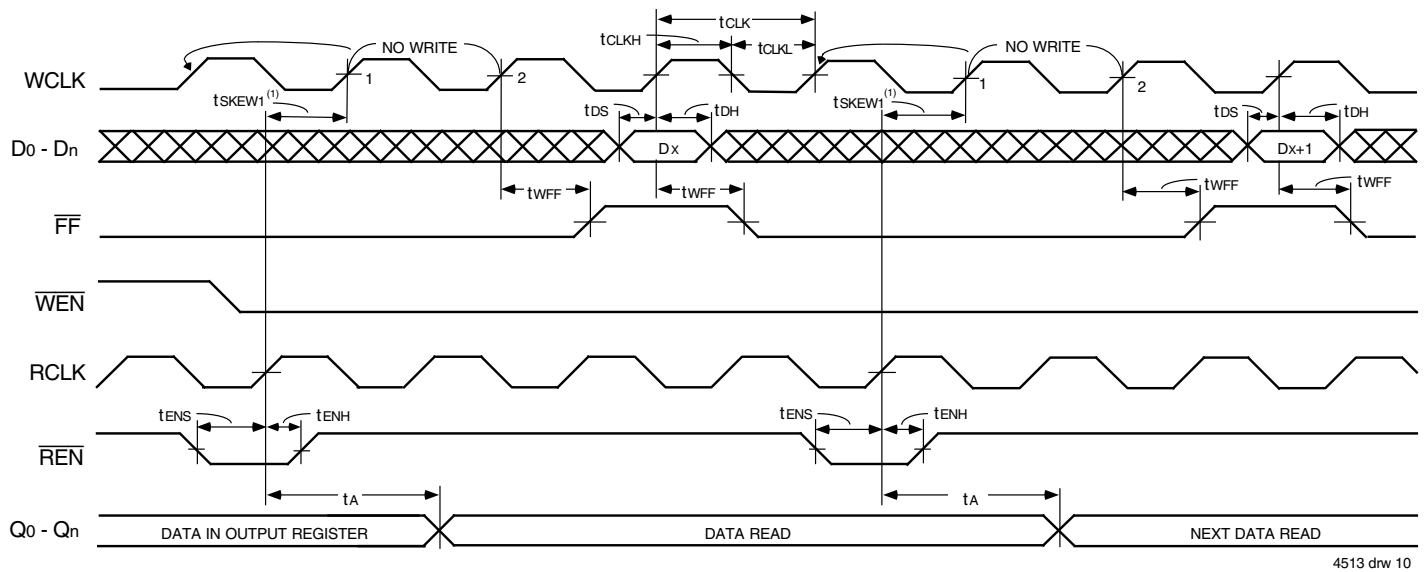 tCLK
tCLKH tCLKL
NO WRITE NO WRITE
WCLK 1 2 1 2
tSKEW1(1) tDS tDH tSKEW1(1) tDS tDH
D0 - Dn DX DX+1
tWFF tWFF tWFF tWFF
FF
WEN
RCLK
tENS tENH tENS tENH
REN
tA tA
Q0 - Qn DATA IN OUTPUT REGISTER DATA READ NEXT DATA READ
4513 drw 10